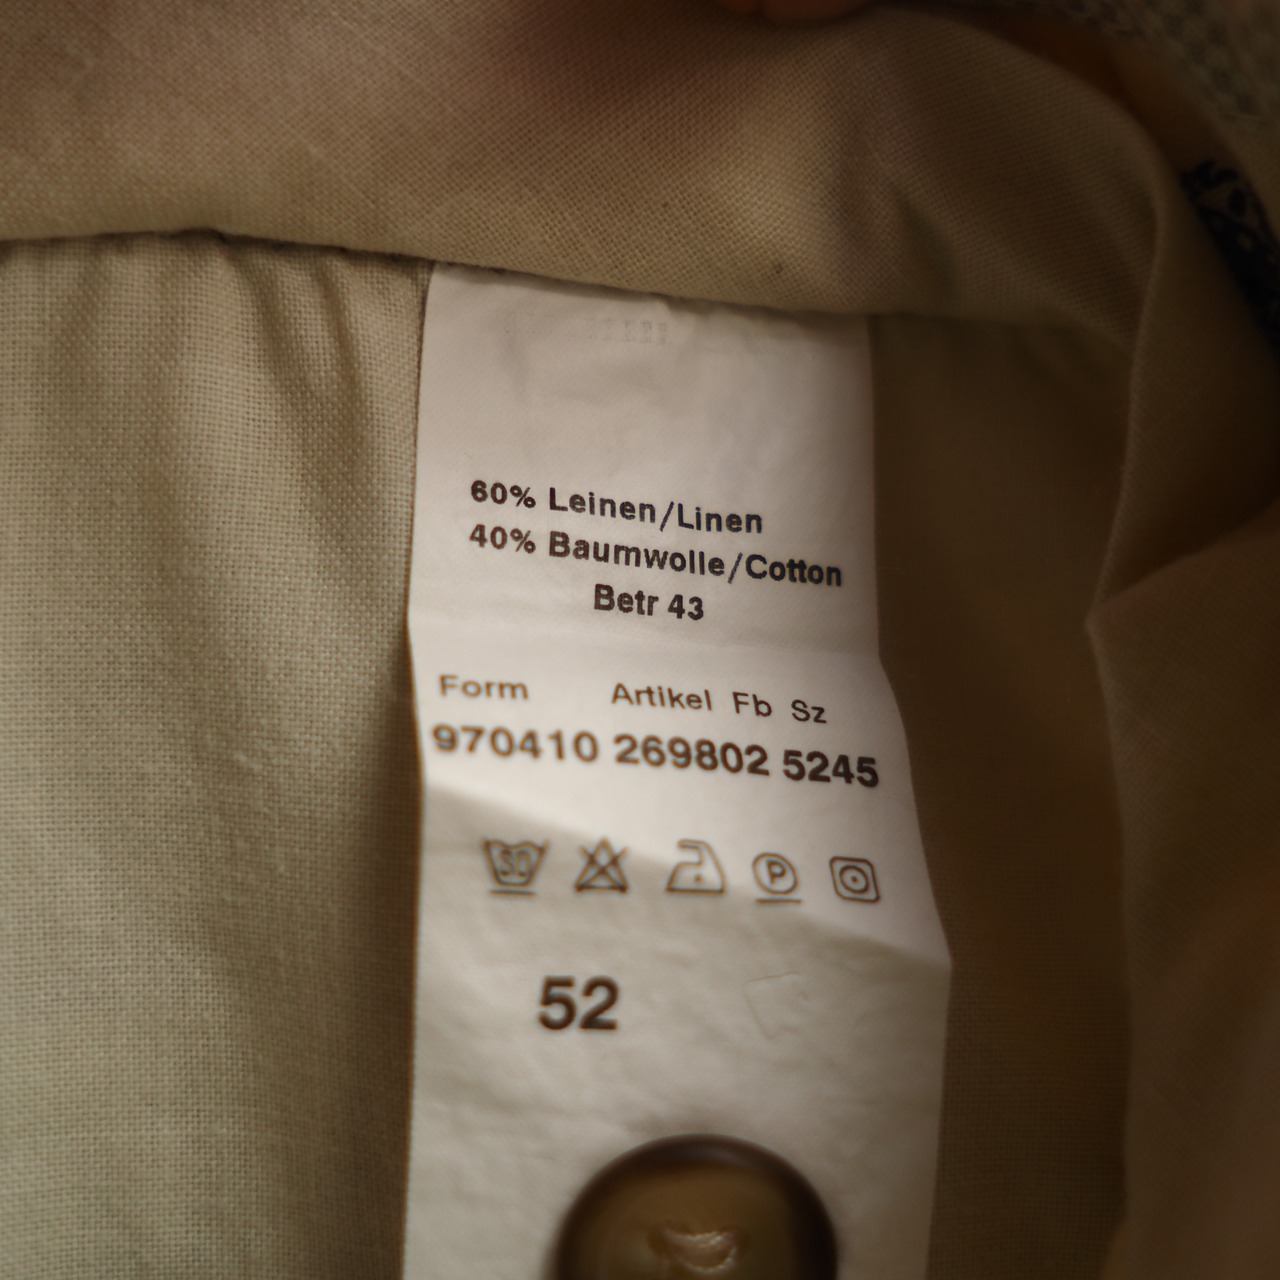 60% Leinen/Linen
40% Baumwolle/Cotton
Betr 43
Form Artikel Fb Sz
970410 269802 5245
P
52